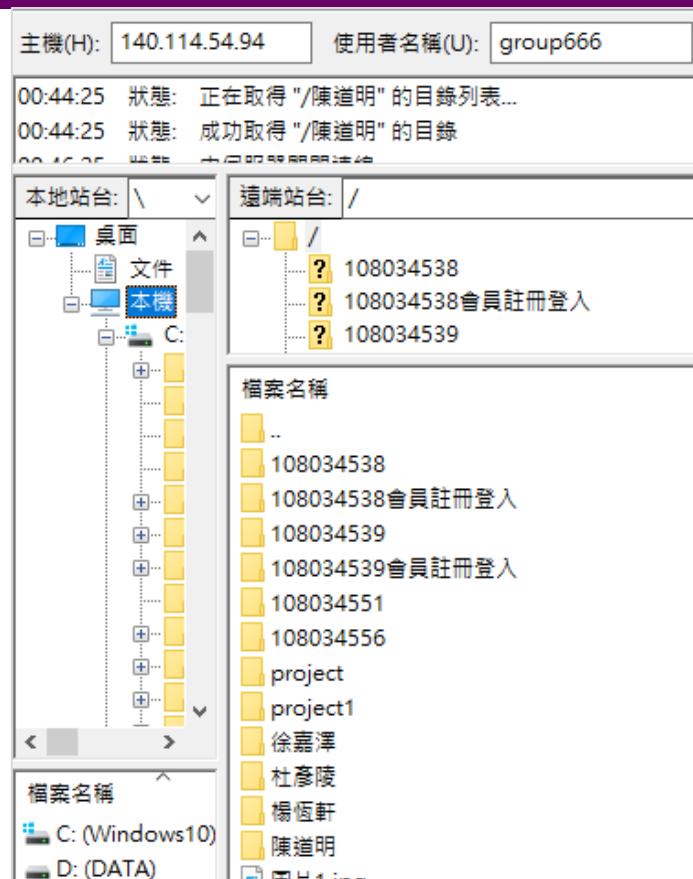 主機(H): 140.114.54.94 使用者名稱(U): group666
00:44:25 狀態: 正在取得 "/陳道明" 的目錄列表...
00:44:25 狀態: 成功取得 "/陳道明" 的目錄
本地站台: \
桌面
文件
本機
C:
遠端站台: /
/
108034538
108034538會員註冊登入
108034539
檔案名稱
..
108034538
108034538會員註冊登入
108034539
108034539會員註冊登入
108034551
108034556
project
project1
徐嘉澤
杜彥陵
楊恆軒
陳道明
檔案名稱
C: (Windows10)
D: (DATA)